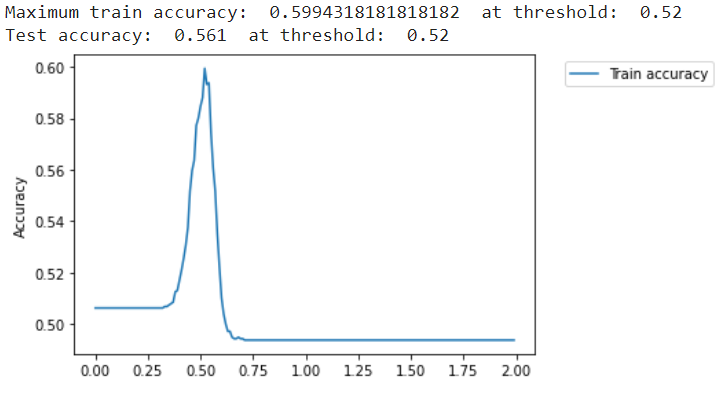 Maximum train accuracy:  0.5994318181818182  at threshold:  0.52
Test accuracy:  0.561  at threshold:  0.52
Train accuracy
Accuracy
0.60
0.58
0.56
0.54
0.52
0.50
0.00 0.25 0.50 0.75 1.00 1.25 1.50 1.75 2.00